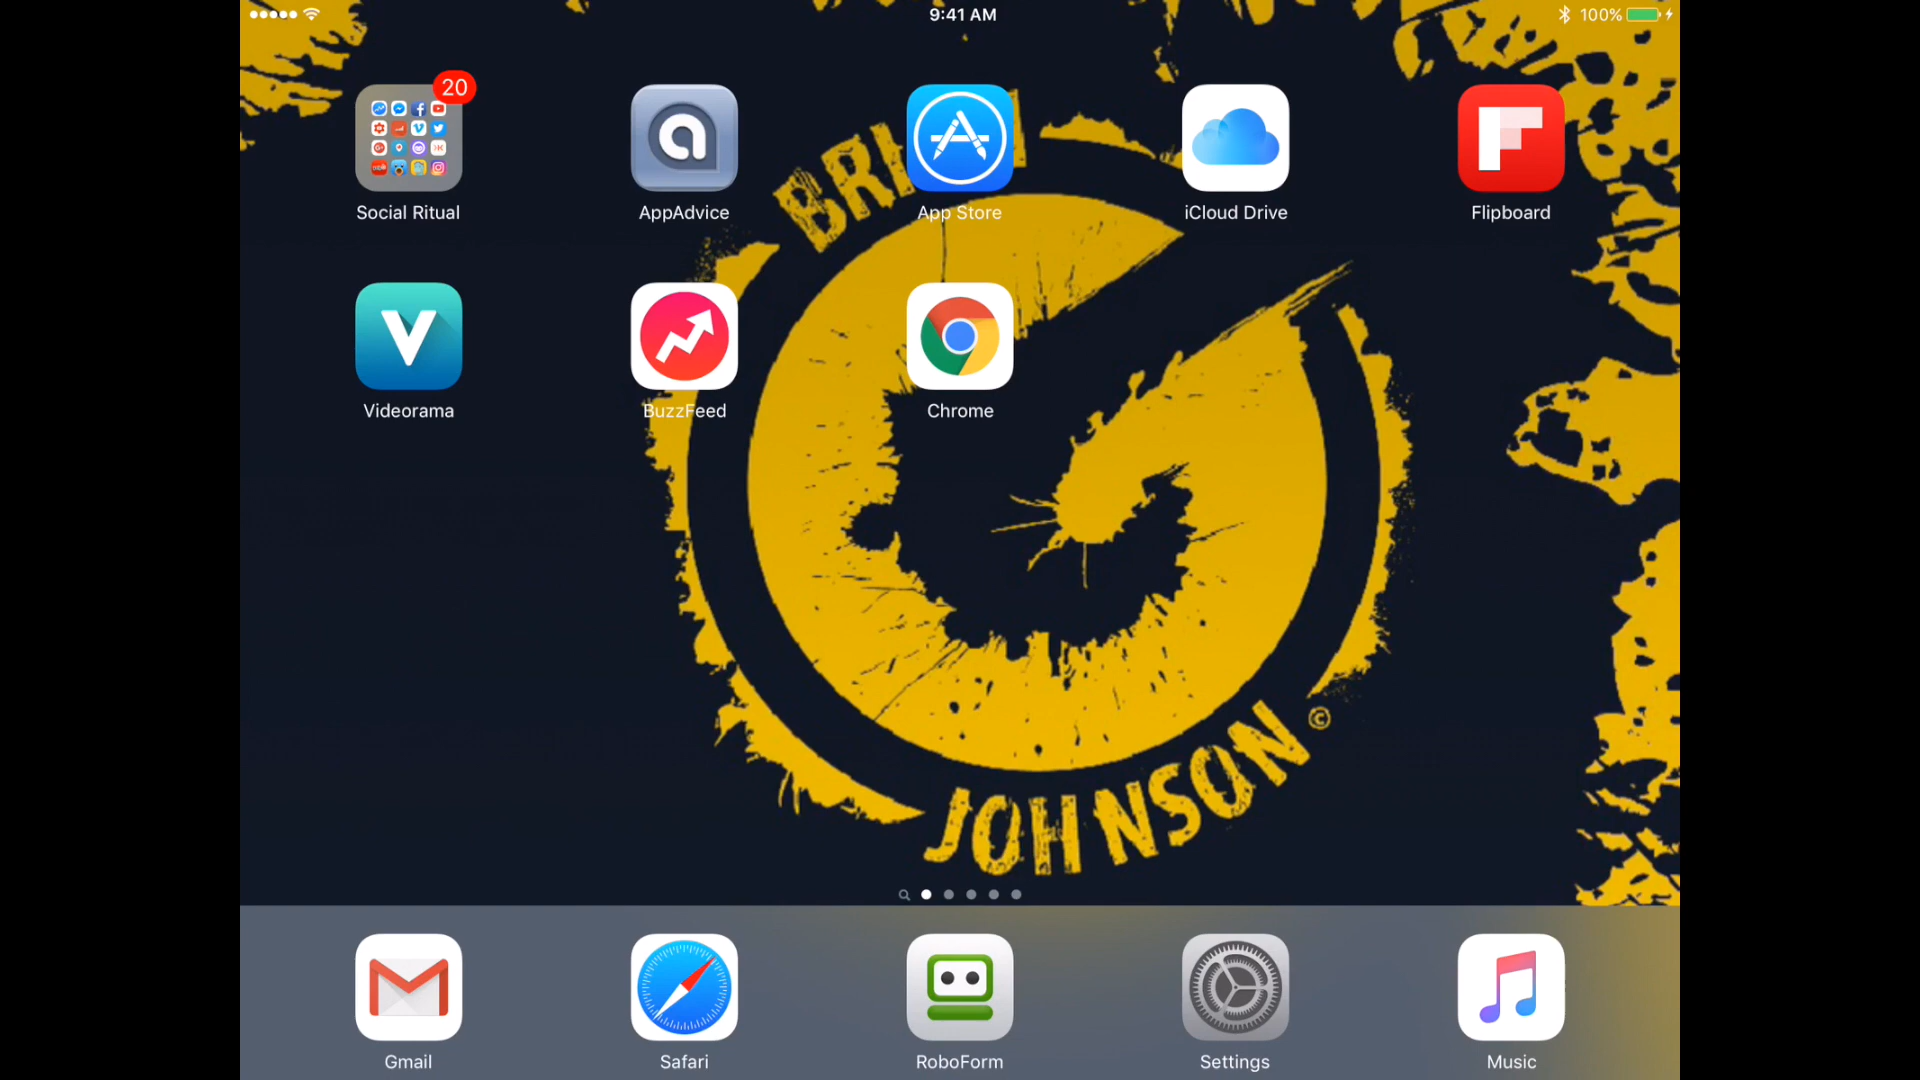 9:41 AM
100%
20
Social Ritual
AppAdvice
App Store
iCloud Drive
Flipboard
Videorama
BuzzFeed
Chrome
JOHNSON
©
Gmail
Safari
RoboForm
Settings
Music